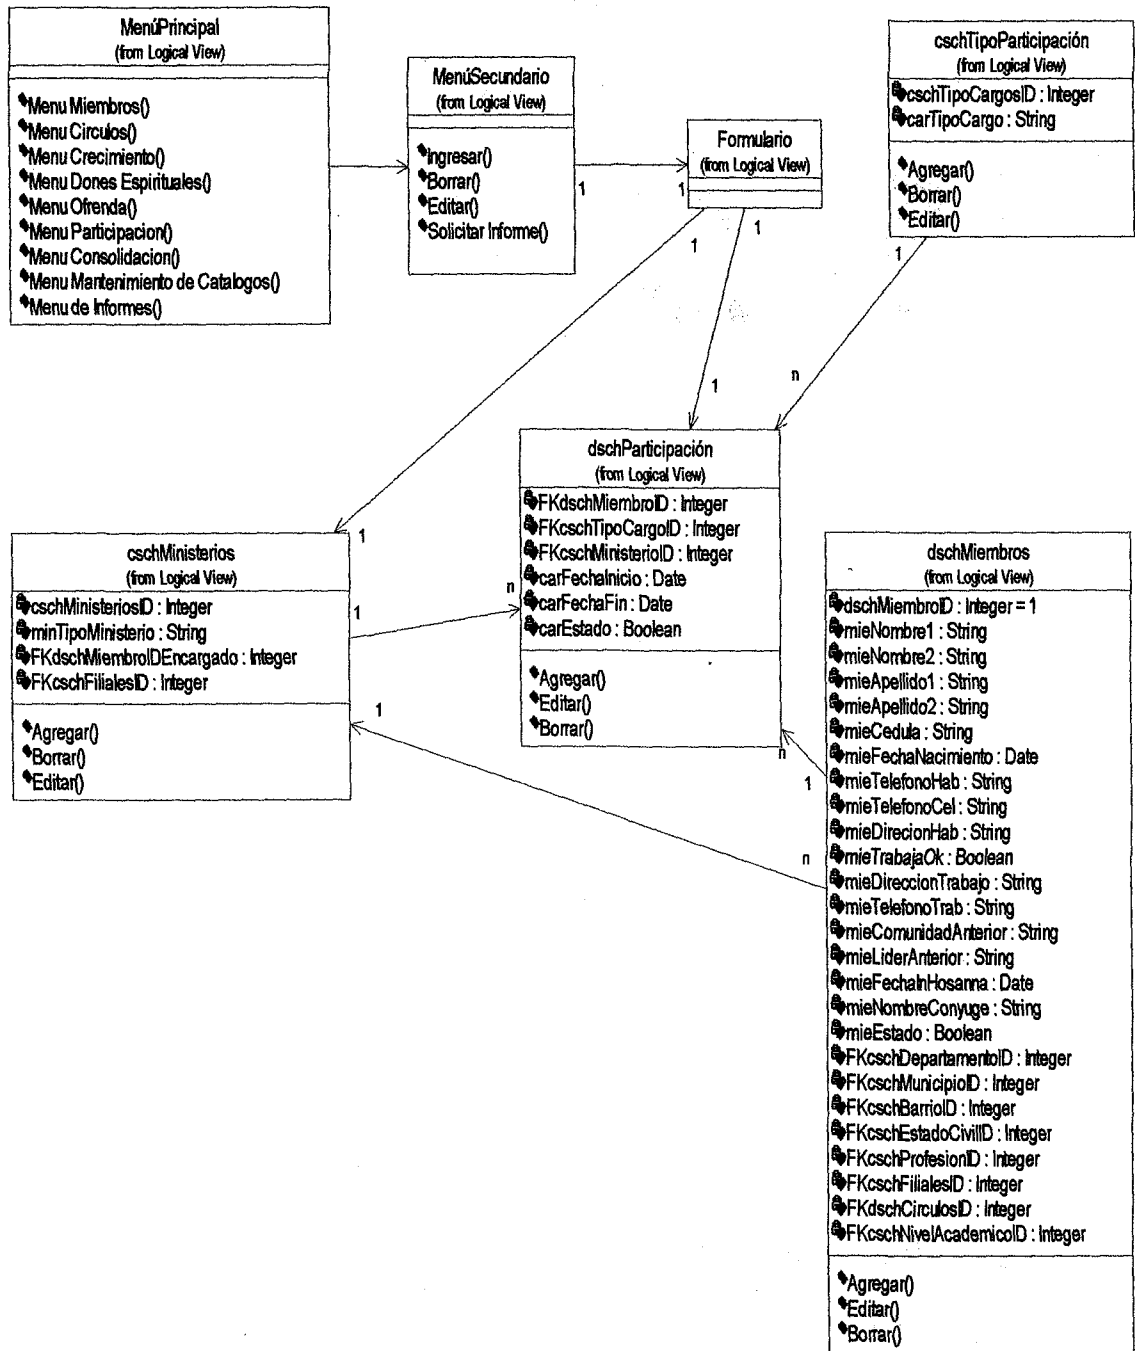 MenúPrincipal
(from Logical View)
Menu Miembros()
Menu Circulos()
Menu Crecimiento()
Menu Dones Espirituales()
Menu Ofrenda()
Menu Participacion()
Menu Consolidacion()
Menu Mantenimiento de Catalogos()
Menu de Informes()
MenúSecundario
(from Logical View)
Ingresar()
Borrar()
Editar()
Solicitar Informe()
1
1
Formulario
(from Logical View)
1
1
cschTipoParticipación
(from Logical View)
cschTipoCargosID : Integer
carTipoCargo : String
Agregar()
Borrar()
Editar()
1
n
1
1
dschParticipación
(from Logical View)
FKdschMiembroID : Integer
FKcschTipoCargoID : Integer
FKcschMinisterioID : Integer
carFechaInicio : Date
carFechaFin : Date
carEstado : Boolean
Agregar()
Editar()
Borrar()
cschMinisterios
(from Logical View)
cschMinisteriosID : Integer
minTipoMinisterio : String
FKdschMiembroIDEncargado : Integer
FKcschFilialesID : Integer
Agregar()
Borrar()
Editar()
1
n
1
n
n
1
dschMiembros
(from Logical View)
dschMiembroID : Integer = 1
mieNombre1 : String
mieNombre2 : String
mieApellido1 : String
mieApellido2 : String
mieCedula : String
mieFechaNacimiento : Date
mieTelefonoHab : String
mieTelefonoCel : String
mieDirecionHab : String
mieTrabajaOk : Boolean
mieDireccionTrabajo : String
mieTelefonoTrab : String
mieComunidadAnterior : String
mieLiderAnterior : String
mieFechaInHosanna : Date
mieNombreConyuge : String
mieEstado : Boolean
FKcschDepartamentoID : Integer
FKcschMunicipioID : Integer
FKcschBarrioID : Integer
FKcschEstadoCivilID : Integer
FKcschProfesionID : Integer
FKcschFilialesID : Integer
FKdschCirculosID : Integer
FKcschNivelAcademicoID : Integer
Agregar()
Editar()
Borrar()